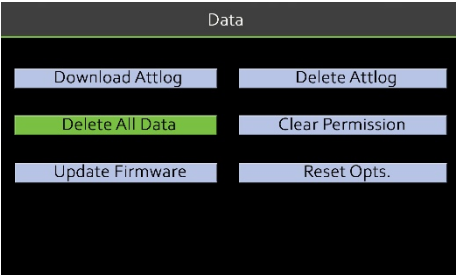 Data
Download Attlog
Delete Attlog
Delete All Data
Clear Permission
Update Firmware
Reset Opts.